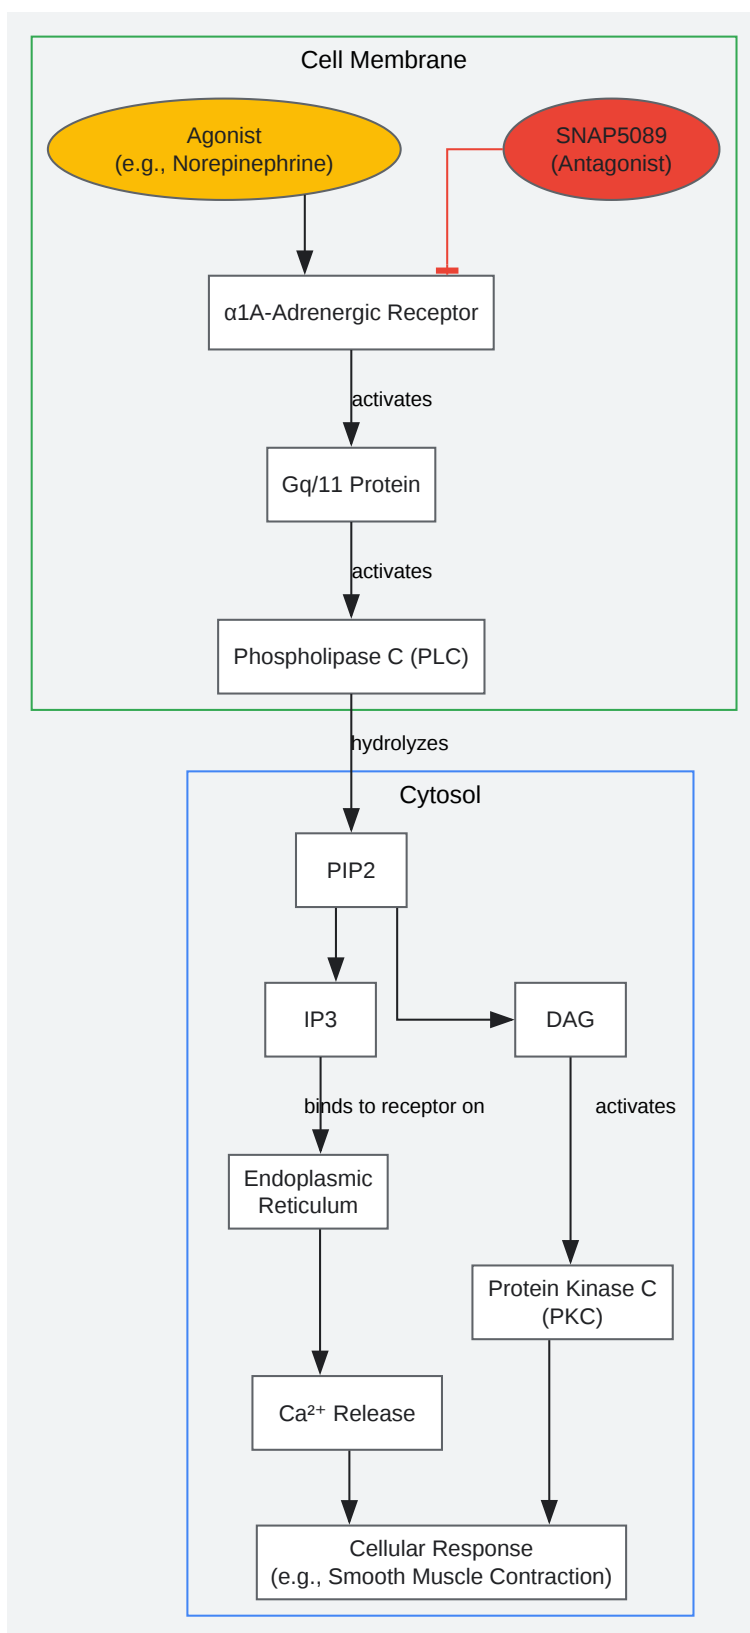 Cell Membrane
Agonist
(e.g., Norepinephrine)
SNAP5089
(Antagonist)
α1A-Adrenergic Receptor
activates
Gq/11 Protein
activates
Phospholipase C (PLC)
hydrolyzes
Cytosol
PIP2
IP3
DAG
binds to receptor on
activates
Endoplasmic
Reticulum
Protein Kinase C
(PKC)
Ca²⁺ Release
Cellular Response
(e.g., Smooth Muscle Contraction)